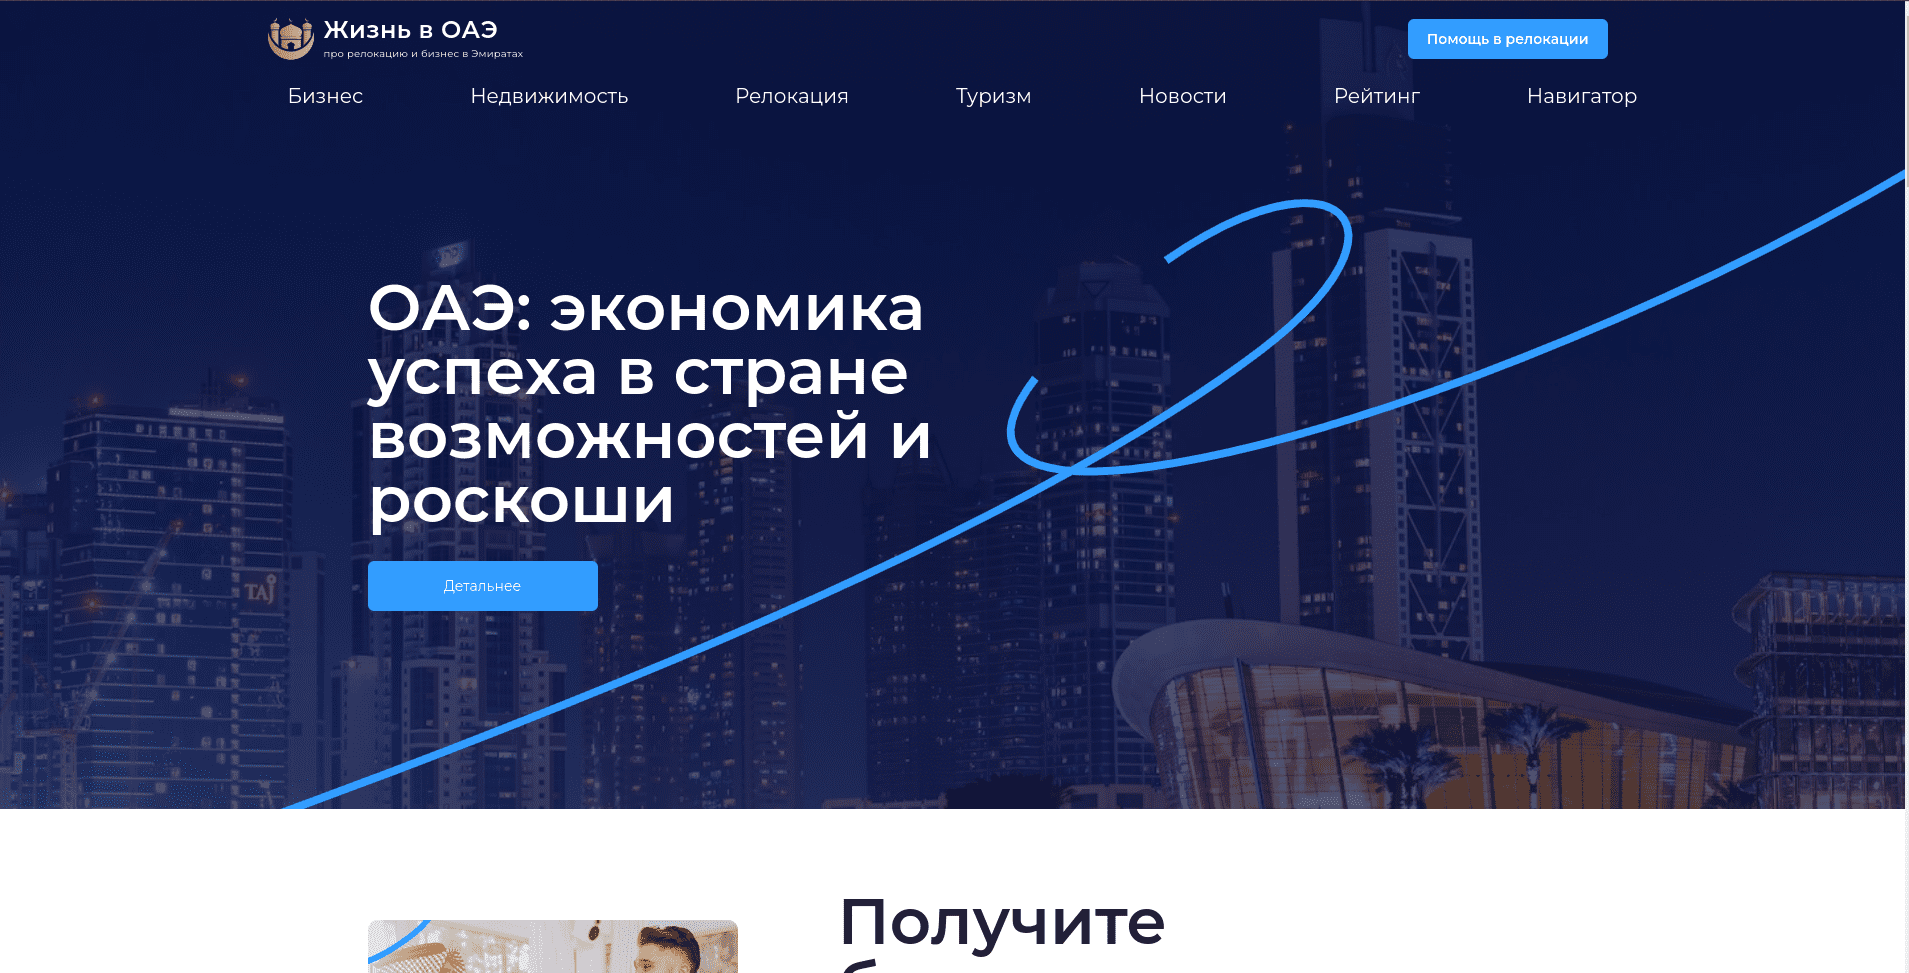 Жизнь в ОАЭ
про релокацию и бизнес в Эмиратах
Помощь в релокации
Бизнес
Недвижимость
Релокация
Туризм
Новости
Рейтинг
Навигатор
ОАЭ: экономика
успеха в стране
возможностей и
роскоши
Детальнее
TAJ
Получите